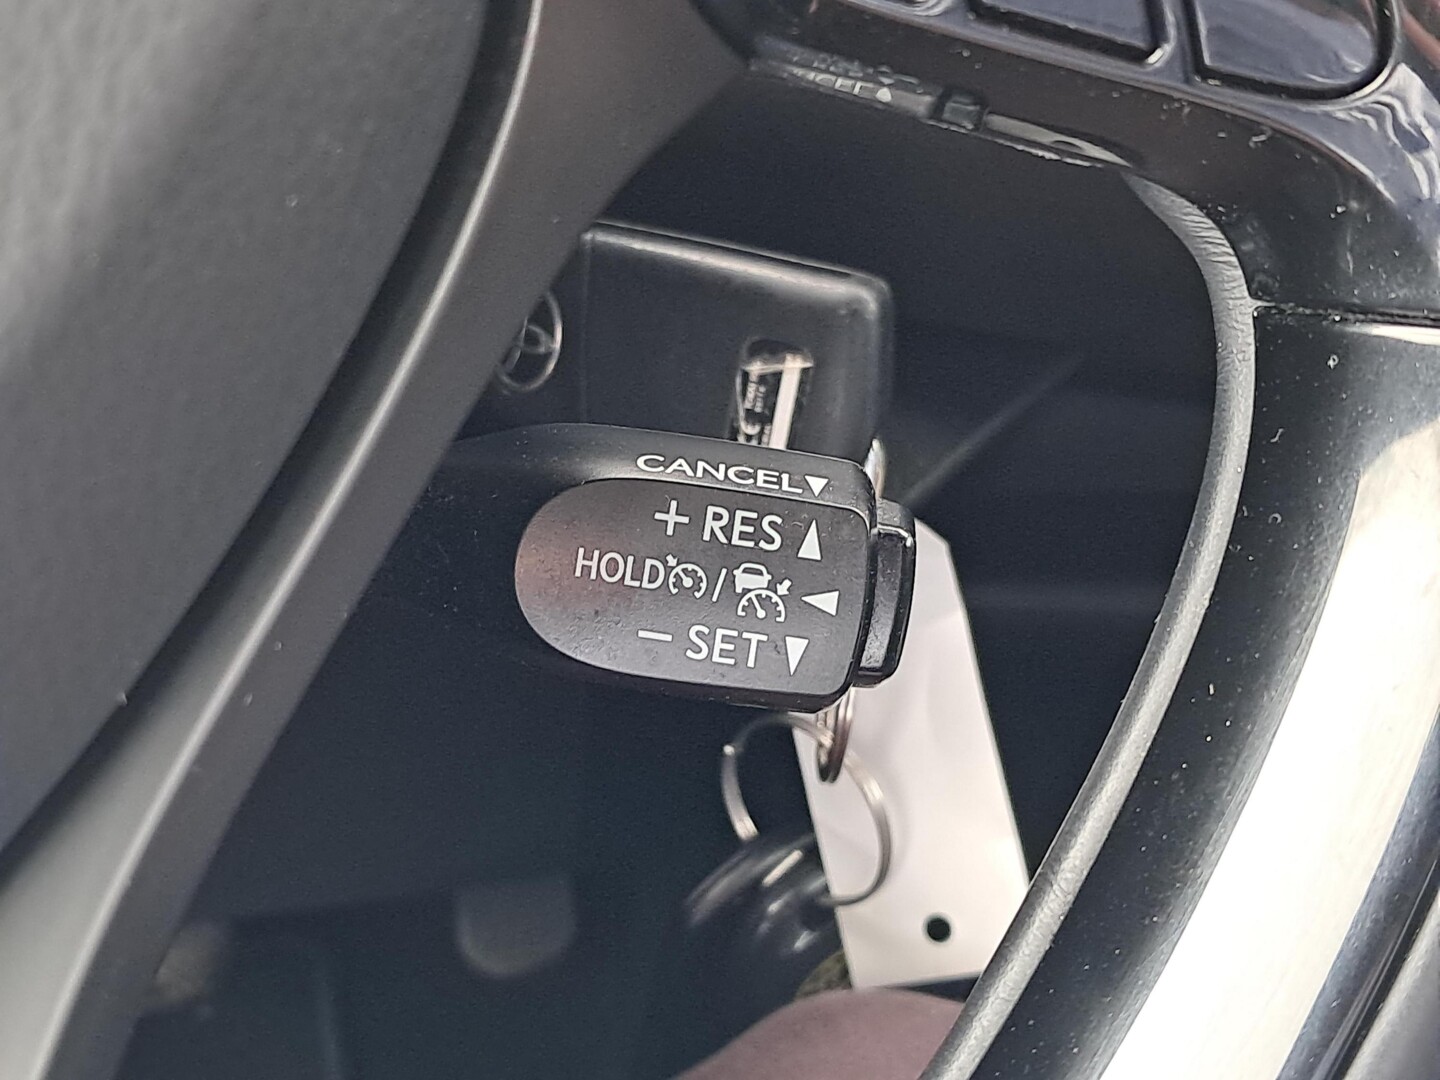 CANCEL▼
+ RES ▲
HOLD / ◀
− SET ▼